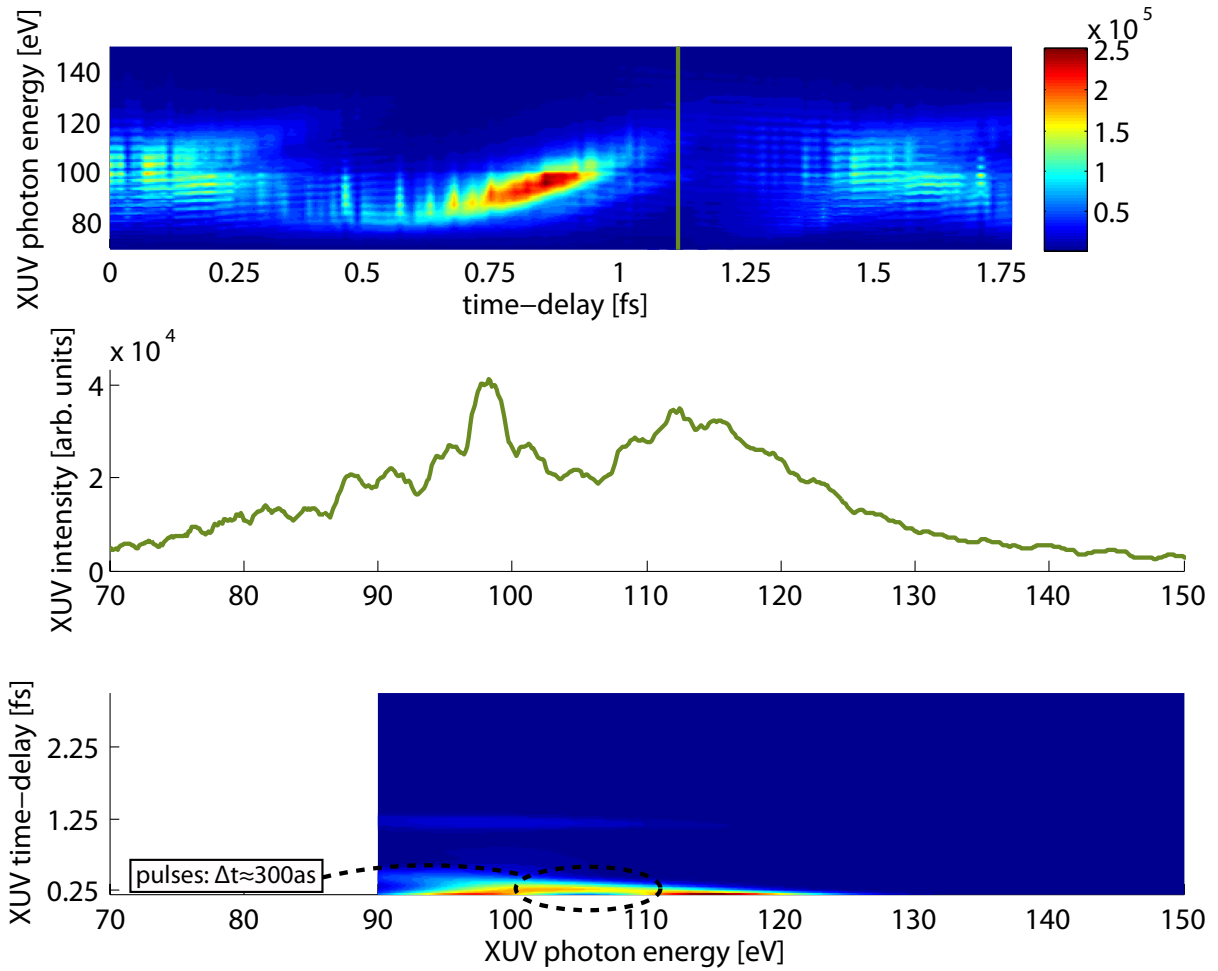 x 10^5
XUV photon energy [eV]
140
120
100
80
2.5
2
1.5
1
0.5
0 0.25 0.5 0.75 1 1.25 1.5 1.75
time−delay [fs]
x 10^4
XUV intensity [arb. units]
4
2
0
70 80 90 100 110 120 130 140 150
XUV time−delay [fs]
2.25
1.25
0.25
pulses: Δt≈300as
70 80 90 100 110 120 130 140 150
XUV photon energy [eV]